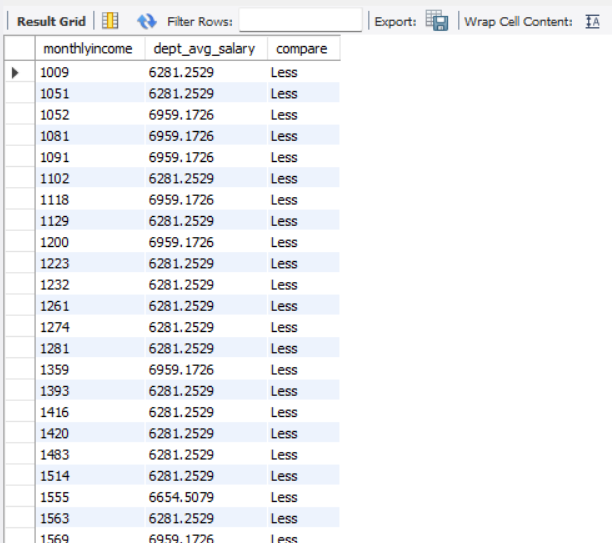 Result Grid Filter Rows: Export: Wrap Cell Content: IA
monthlyincome dept_avg_salary compare
1009 6281.2529 Less
1051 6281.2529 Less
1052 6959.1726 Less
1081 6959.1726 Less
1091 6959.1726 Less
1102 6281.2529 Less
1118 6959.1726 Less
1129 6281.2529 Less
1200 6959.1726 Less
1223 6281.2529 Less
1232 6281.2529 Less
1261 6281.2529 Less
1274 6281.2529 Less
1281 6281.2529 Less
1359 6959.1726 Less
1393 6281.2529 Less
1416 6281.2529 Less
1420 6281.2529 Less
1483 6281.2529 Less
1514 6281.2529 Less
1555 6654.5079 Less
1563 6281.2529 Less
1569 6959.1726 Less